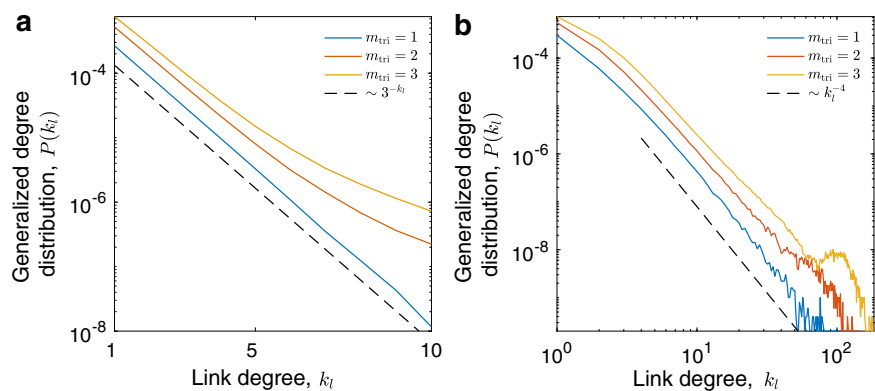 a
Generalized degree
distribution, P(k_l)
10^{-4}
10^{-6}
10^{-8}
1
5
10
Link degree, k_l
m_tri = 1
m_tri = 2
m_tri = 3
~ 3^{-k_l}
b
Generalized degree
distribution, P(k_l)
10^{-4}
10^{-6}
10^{-8}
10^0
10^1
10^2
Link degree, k_l
m_tri = 1
m_tri = 2
m_tri = 3
~ k_l^{-4}